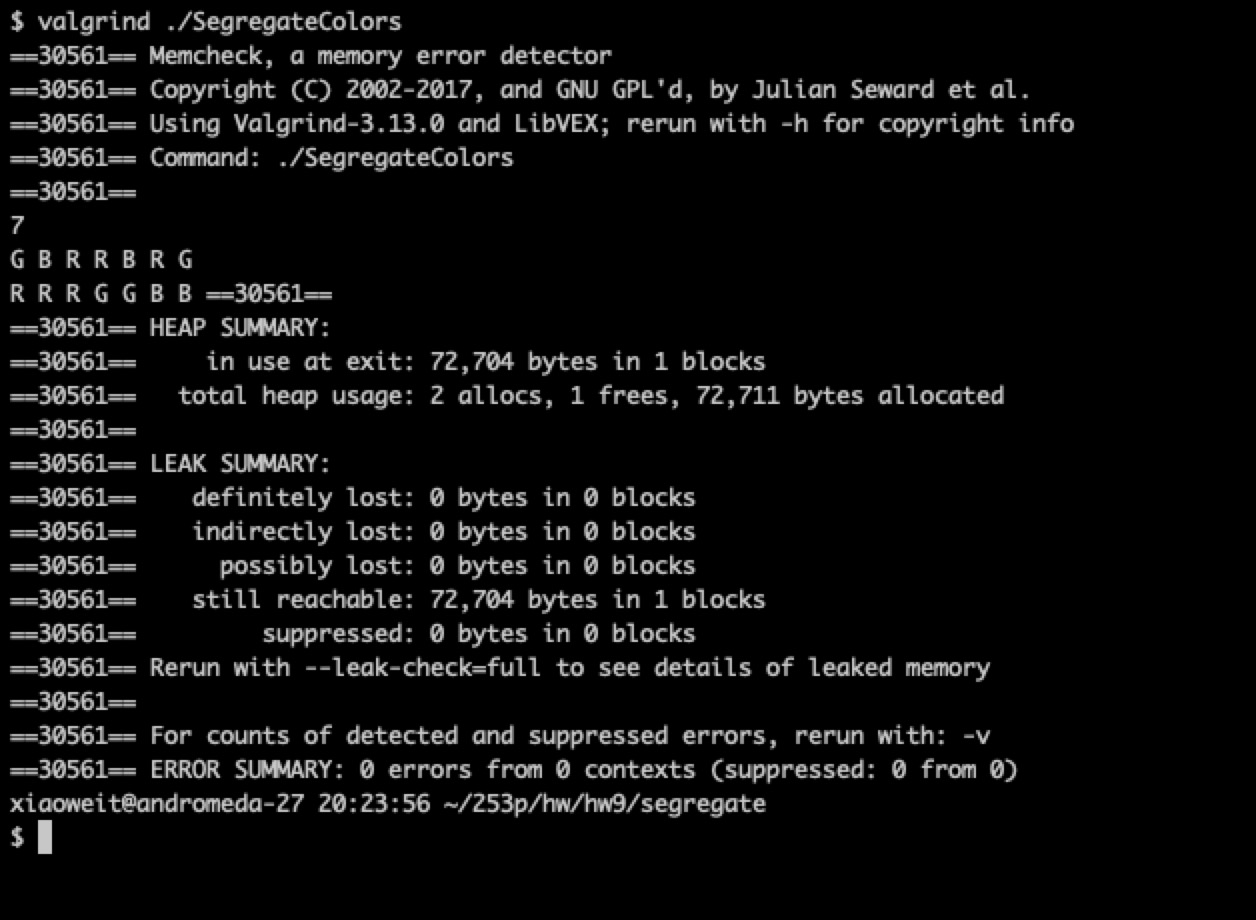 $ valgrind ./SegregateColors
==30561== Memcheck, a memory error detector
==30561== Copyright (C) 2002-2017, and GNU GPL'd, by Julian Seward et al.
==30561== Using Valgrind-3.13.0 and LibVEX; rerun with -h for copyright info
==30561== Command: ./SegregateColors
==30561==
7
G B R R B R G
R R R G G B B ==30561==
==30561== HEAP SUMMARY:
==30561==     in use at exit: 72,704 bytes in 1 blocks
==30561==   total heap usage: 2 allocs, 1 frees, 72,711 bytes allocated
==30561==
==30561== LEAK SUMMARY:
==30561==    definitely lost: 0 bytes in 0 blocks
==30561==    indirectly lost: 0 bytes in 0 blocks
==30561==      possibly lost: 0 bytes in 0 blocks
==30561==    still reachable: 72,704 bytes in 1 blocks
==30561==         suppressed: 0 bytes in 0 blocks
==30561== Rerun with --leak-check=full to see details of leaked memory
==30561==
==30561== For counts of detected and suppressed errors, rerun with: -v
==30561== ERROR SUMMARY: 0 errors from 0 contexts (suppressed: 0 from 0)
xiaoweit@andromeda-27 20:23:56 ~/253p/hw/hw9/segregate
$